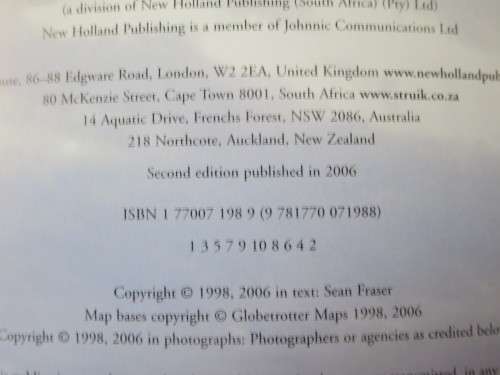 (a division of New Holland Publishing (South Africa) (Pty) Ltd)
New Holland Publishing is a member of Johnnic Communications Ltd
86–88 Edgware Road, London, W2 2EA, United Kingdom www.newhollandpub
80 McKenzie Street, Cape Town 8001, South Africa www.struik.co.za
14 Aquatic Drive, Frenchs Forest, NSW 2086, Australia
218 Northcote, Auckland, New Zealand
Second edition published in 2006
ISBN 1 77007 198 9 (9 781770 071988)
1 3 5 7 9 10 8 6 4 2
Copyright © 1998, 2006 in text: Sean Fraser
Map bases copyright © Globetrotter Maps 1998, 2006
Copyright © 1998, 2006 in photographs: Photographers or agencies as credited belo
in any